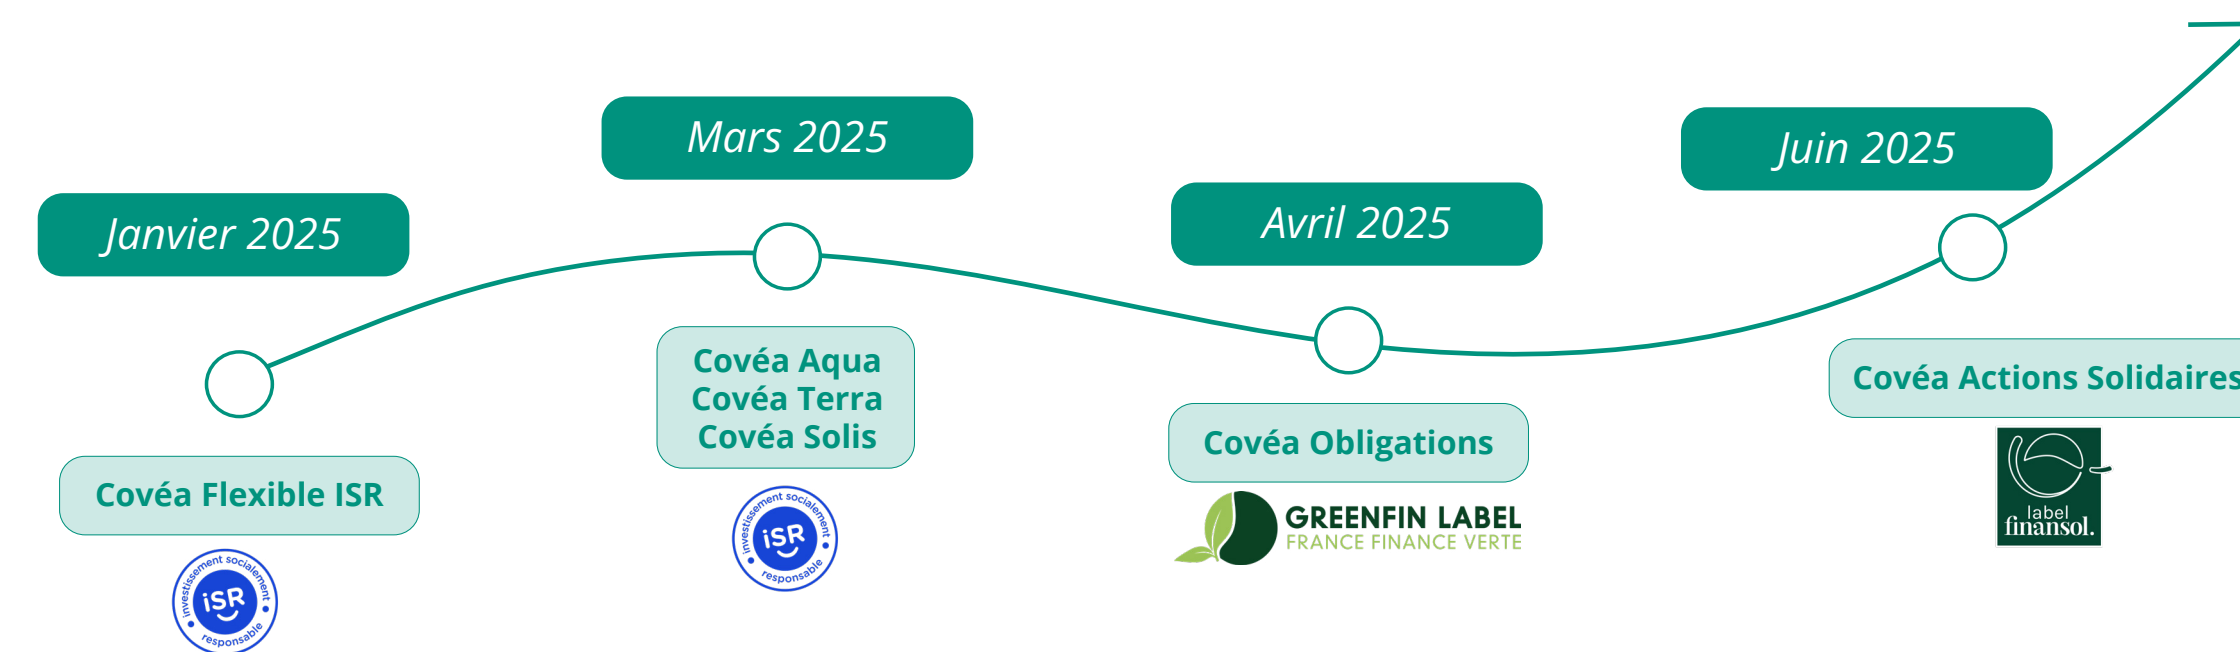 Janvier 2025
Covéa Flexible ISR
investissement socialement
iSR
responsable
Mars 2025
Covéa Aqua
Covéa Terra
Covéa Solis
investissement socialement
iSR
responsable
Avril 2025
Covéa Obligations
GREENFIN LABEL
FRANCE FINANCE VERTE
Juin 2025
Covéa Actions Solidaires
label
finansol.